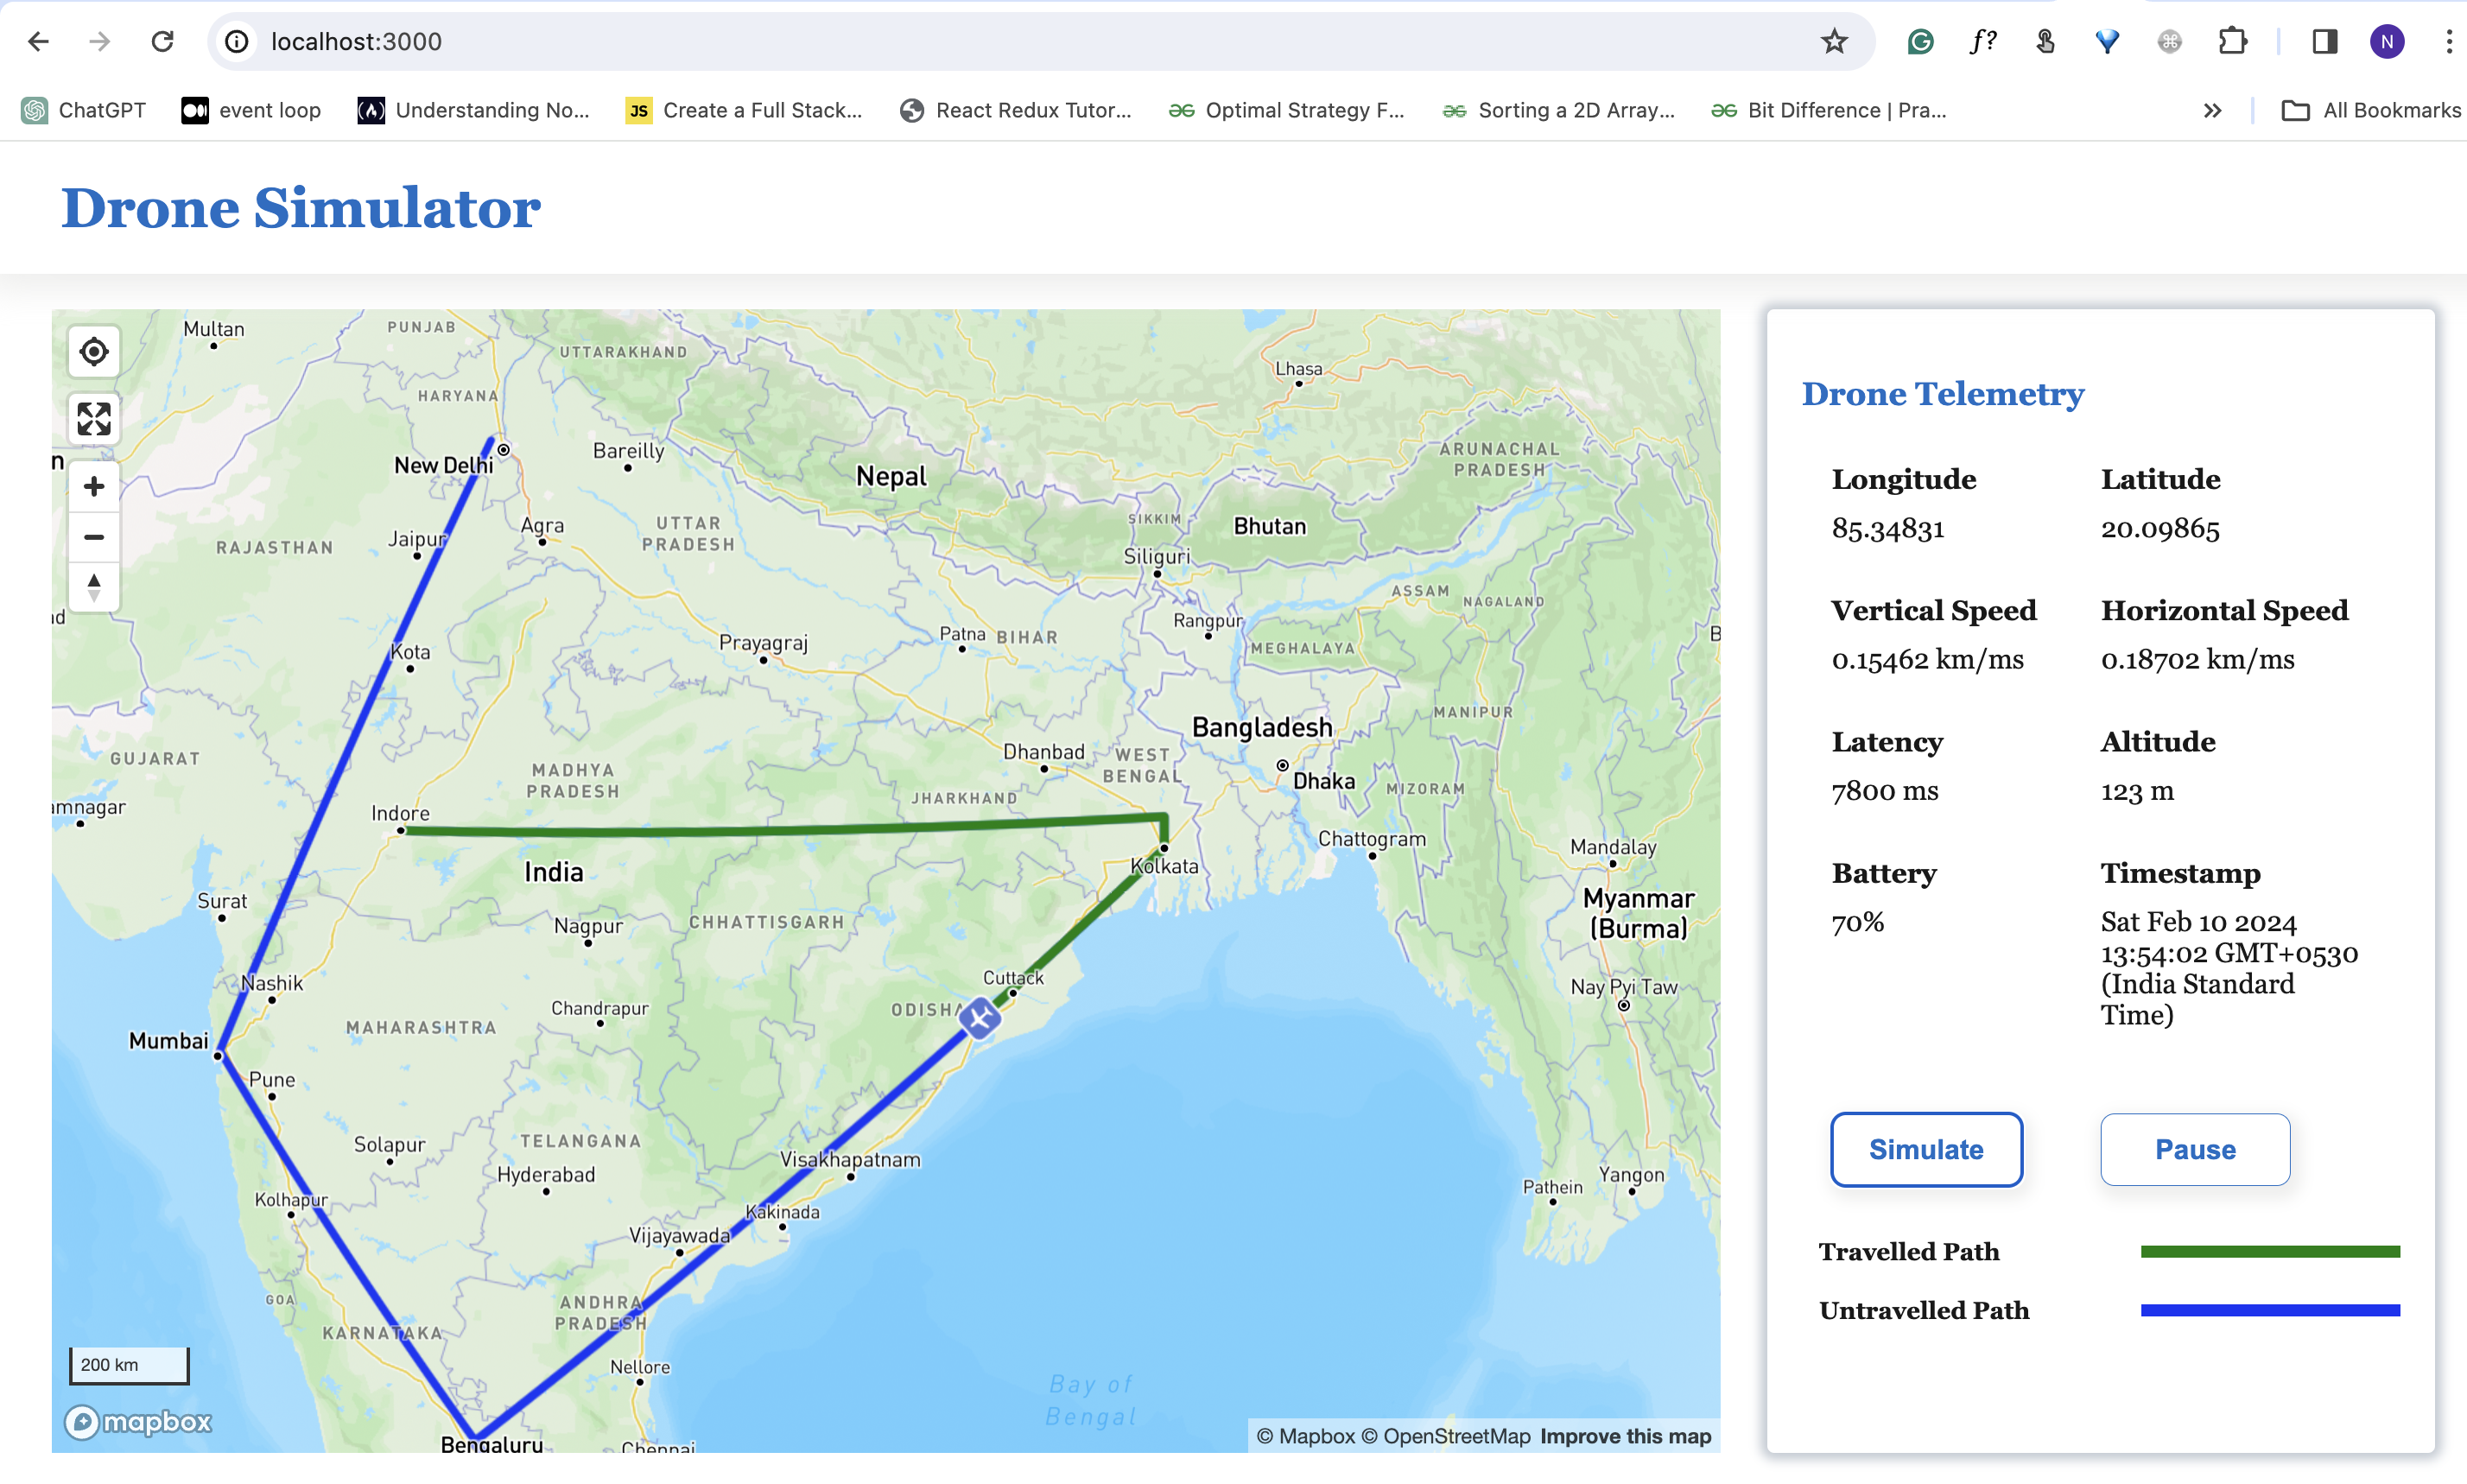 localhost:3000
N
ChatGPT
event loop
Understanding No...
JS
Create a Full Stack...
React Redux Tutor...
Optimal Strategy F...
Sorting a 2D Array...
Bit Difference | Pra...
All Bookmarks
Drone Simulator
Multan
PUNJAB
UTTARAKHAND
Lhasa
HARYANA
New Delhi
Bareilly
Nepal
ARUNACHAL
PRADESH
n
Jaipur
Agra
UTTAR
PRADESH
SIKKIM
Bhutan
RAJASTHAN
Siliguri
ASSAM
NAGALAND
Rangpur
Kota
Prayagraj
Patna
BIHAR
MEGHALAYA
MANIPUR
GUJARAT
Bangladesh
Dhanbad
WEST
BENGAL
Dhaka
MIZORAM
MADHYA
PRADESH
JHARKHAND
amnagar
Indore
Chattogram
Mandalay
India
Kolkata
Surat
Nagpur
CHHATTISGARH
Myanmar
(Burma)
Nashik
Cuttack
Nay Pyi Taw
Chandrapur
ODISHA
Mumbai
MAHARASHTRA
Pune
Solapur
TELANGANA
Hyderabad
Visakhapatnam
Pathein
Yangon
Kolhapur
Kakinada
Vijayawada
GOA
ANDHRA
PRADESH
KARNATAKA
Nellore
200 km
Bay of
Bengal
mapbox
Bengaluru
Chennai
© Mapbox © OpenStreetMap Improve this map
Drone Telemetry
Longitude
85.34831
Latitude
20.09865
Vertical Speed
0.15462 km/ms
Horizontal Speed
0.18702 km/ms
Latency
7800 ms
Altitude
123 m
Battery
70%
Timestamp
Sat Feb 10 2024
13:54:02 GMT+0530
(India Standard
Time)
Simulate
Pause
Travelled Path
Untravelled Path